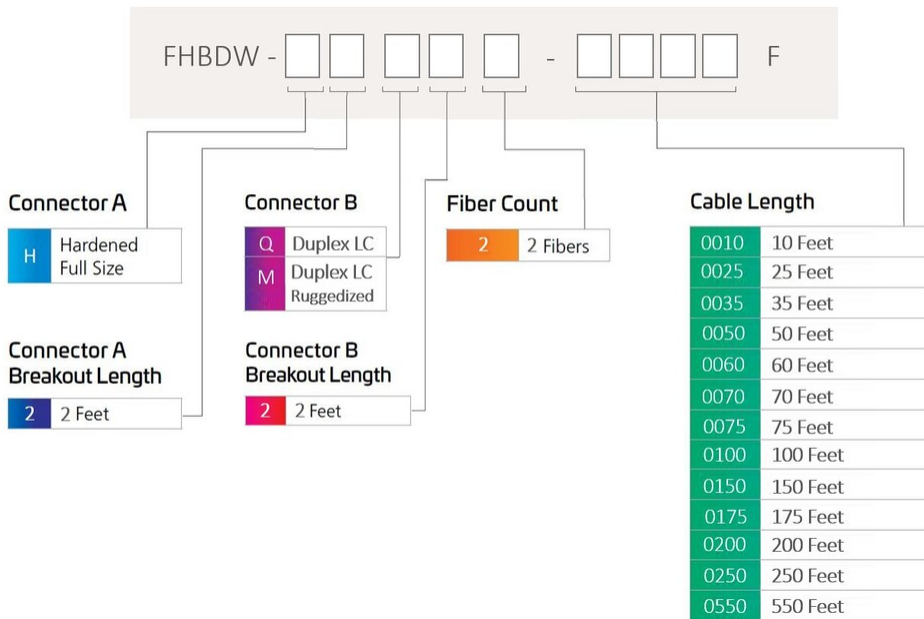 FHBDW - - F
Connector A
H Hardened
Full Size
Connector A
Breakout Length
2 2 Feet
Connector B
Q Duplex LC
M Duplex LC
Ruggedized
Connector B
Breakout Length
2 2 Feet
Fiber Count
2 2 Fibers
Cable Length
0010 10 Feet
0025 25 Feet
0035 35 Feet
0050 50 Feet
0060 60 Feet
0070 70 Feet
0075 75 Feet
0100 100 Feet
0150 150 Feet
0175 175 Feet
0200 200 Feet
0250 250 Feet
0550 550 Feet